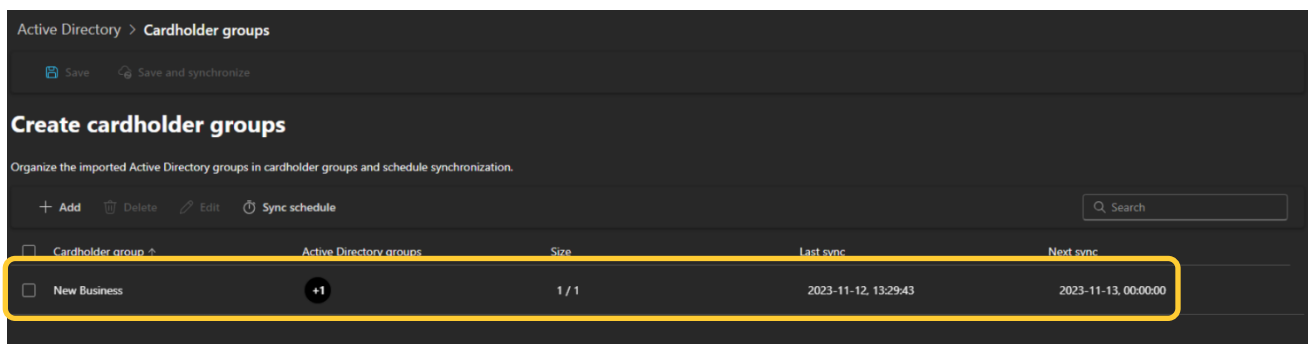 Active Directory > Cardholder groups
Save Save and synchronize
Create cardholder groups
Organize the imported Active Directory groups in cardholder groups and schedule synchronization.
+ Add Delete Edit Sync schedule Search
Cardholder group ↑ Active Directory groups Size Last sync Next sync
New Business +1 1 / 1 2023-11-12, 13:29:43 2023-11-13, 00:00:00